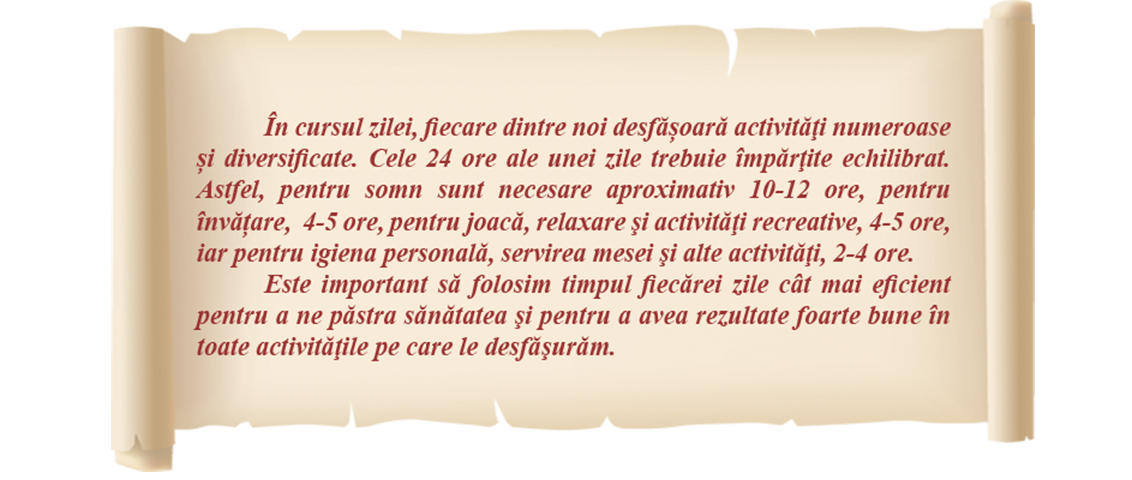 În cursul zilei, fiecare dintre noi desfășoară activităţi numeroase
și diversificate. Cele 24 ore ale unei zile trebuie împărţite echilibrat.
Astfel, pentru somn sunt necesare aproximativ 10-12 ore, pentru
învățare, 4-5 ore, pentru joacă, relaxare şi activităţi recreative, 4-5 ore,
iar pentru igiena personală, servirea mesei şi alte activităţi, 2-4 ore.
Este important să folosim timpul fiecărei zile cât mai eficient
pentru a ne păstra sănătatea şi pentru a avea rezultate foarte bune în
toate activităţile pe care le desfăşurăm.